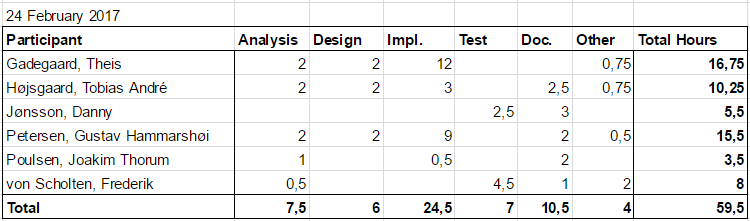 24 February 2017
Participant Analysis Design Impl. Test Doc. Other Total Hours
Gadegaard, Theis 2 2 12 0,75 16,75
Højsgaard, Tobias André 2 2 3 2,5 0,75 10,25
Jønsson, Danny 2,5 3 5,5
Petersen, Gustav Hammarshøi 2 2 9 2 0,5 15,5
Poulsen, Joakim Thorum 1 0,5 2 3,5
von Scholten, Frederik 0,5 4,5 1 2 8
Total 7,5 6 24,5 7 10,5 4 59,5